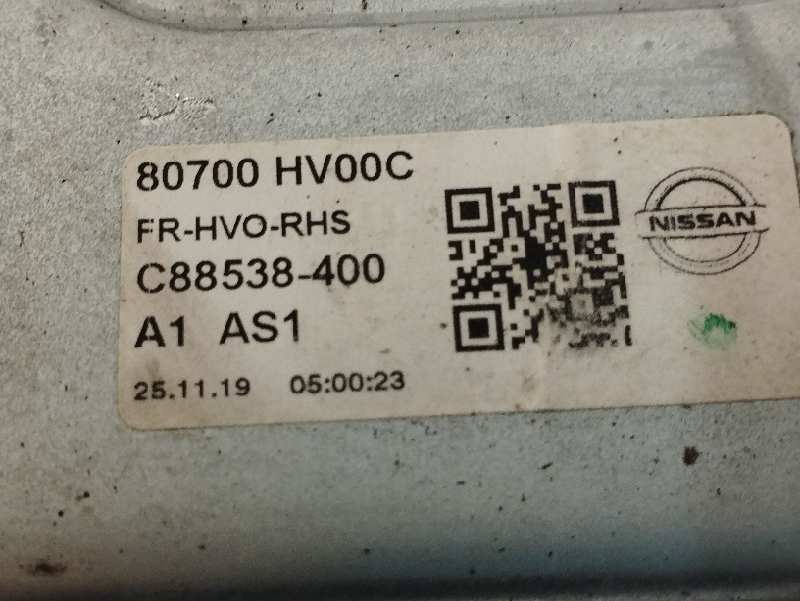 80700 HV00C
FR-HVO-RHS
C88538-400
A1 AS1
25.11.19 05:00:23
NISSAN